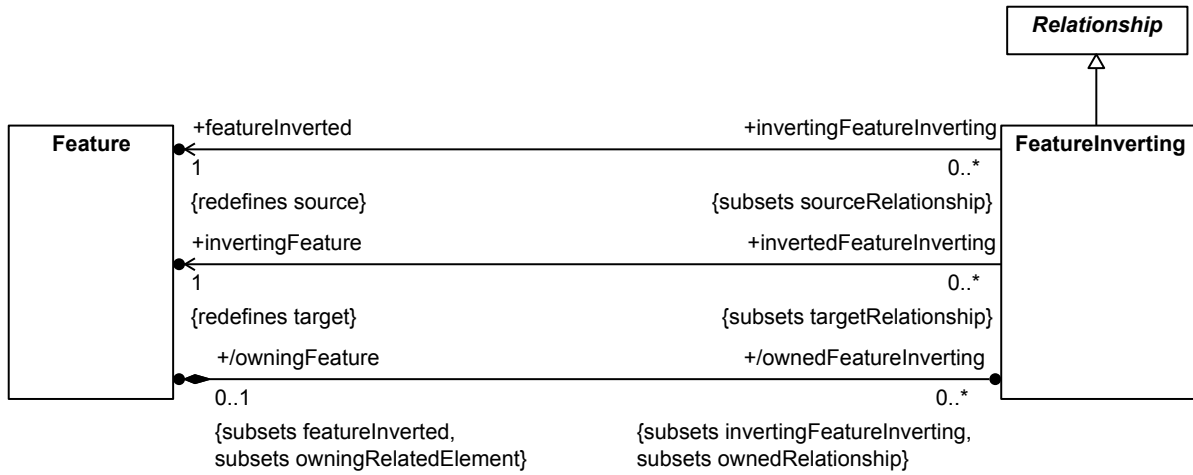 Relationship
+featureInverted
+invertingFeatureInverting
Feature
FeatureInverting
1
0..*
{redefines source}
{subsets sourceRelationship}
+invertingFeature
+invertedFeatureInverting
1
0..*
{redefines target}
{subsets targetRelationship}
+/owningFeature
+/ownedFeatureInverting
0..1
0..*
{subsets featureInverted,
subsets owningRelatedElement}
{subsets invertingFeatureInverting,
subsets ownedRelationship}